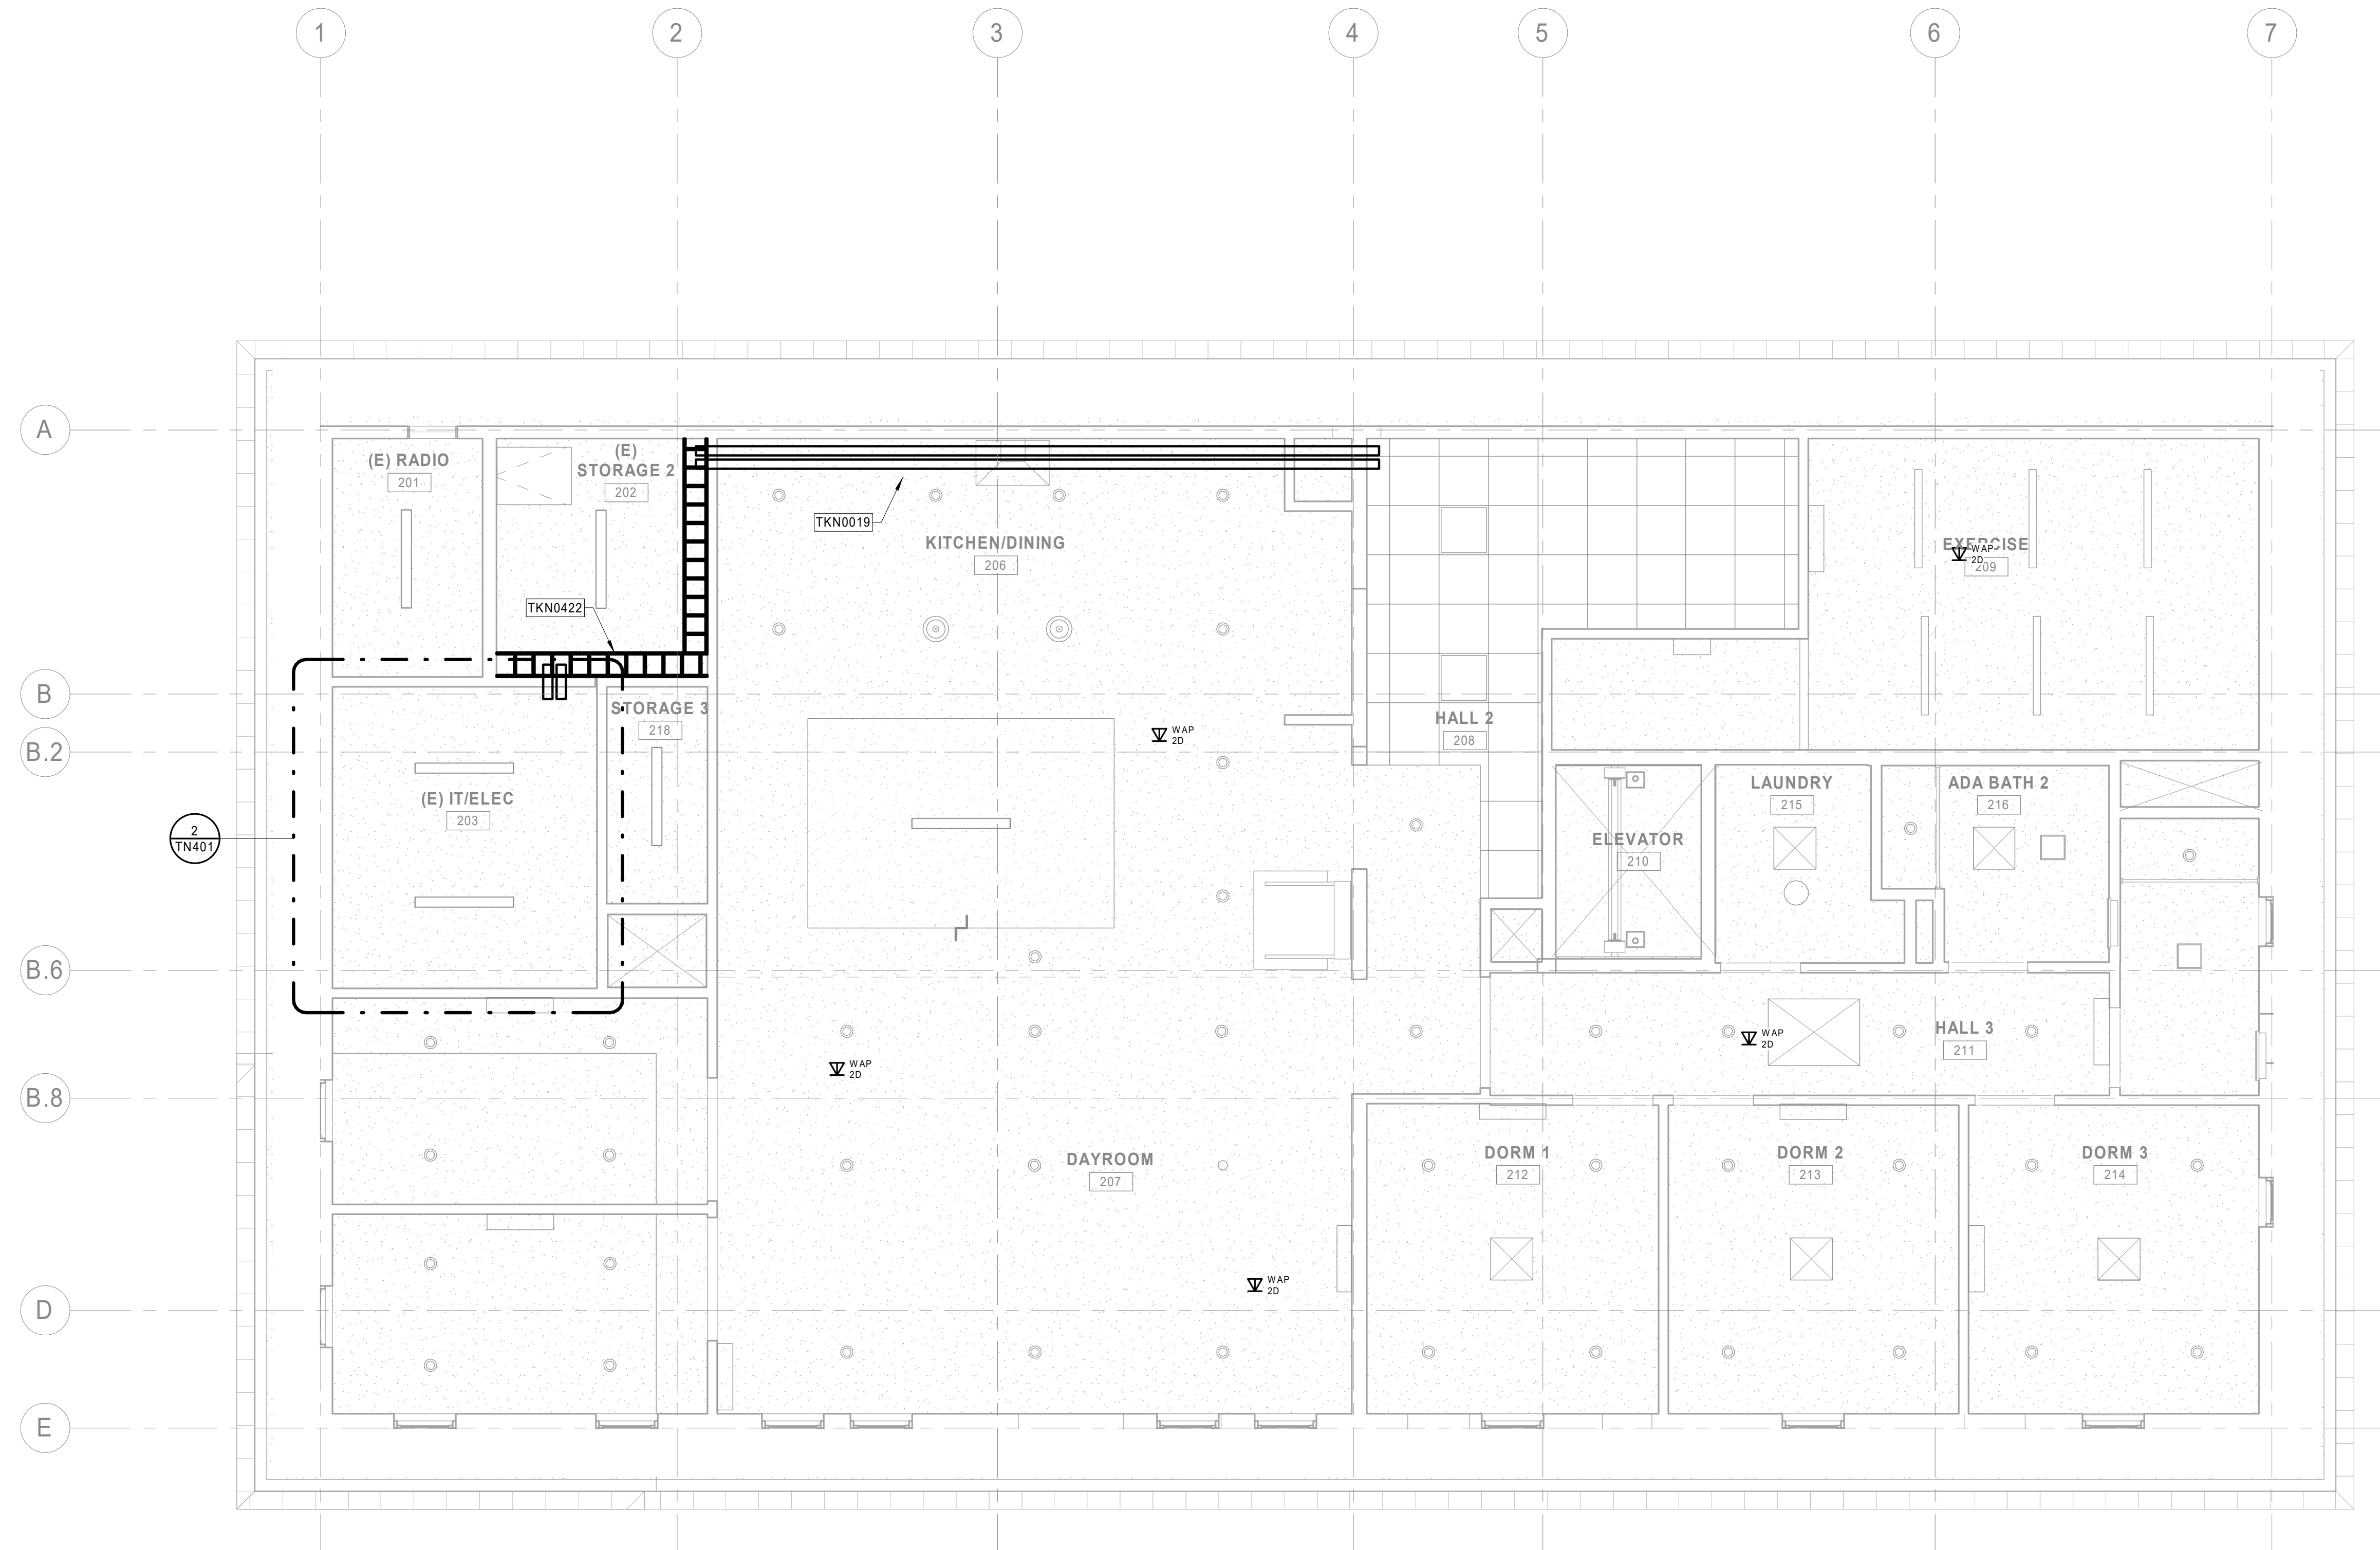 1 2 3 4 5 6 7
A
(E) RADIO
201
(E)
STORAGE 2
202
TKN0019
KITCHEN/DINING
206
EXERCISE
209
WAP
2D
TKN0422
B
STORAGE 3
218
HALL 2
208
WAP
2D
B.2
(E) IT/ELEC
203
2
TN401
ELEVATOR
210
LAUNDRY
215
ADA BATH 2
216
B.6
HALL 3
211
WAP
2D
WAP
2D
B.8
DAYROOM
207
DORM 1
212
DORM 2
213
DORM 3
214
WAP
2D
D
E